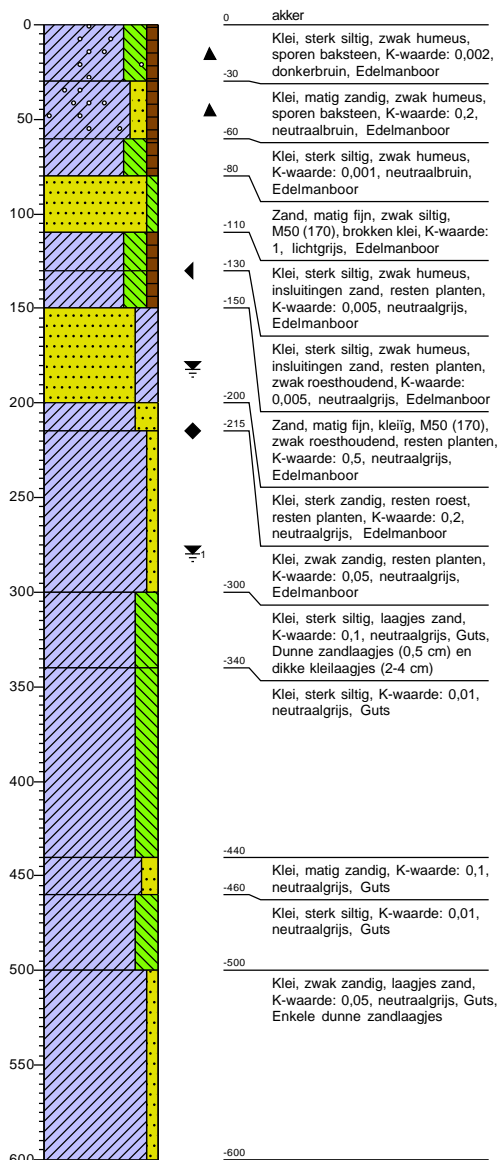 0
50
100
150
200
250
300
350
400
450
500
550
600
1
0 akker
Klei, sterk siltig, zwak humeus,
sporen baksteen, K-waarde: 0,002,
donkerbruin, Edelmanboor
-30
Klei, matig zandig, zwak humeus,
sporen baksteen, K-waarde: 0,2,
neutraalbruin, Edelmanboor
-60
Klei, sterk siltig, zwak humeus,
K-waarde: 0,001, neutraalbruin,
Edelmanboor
-80
Zand, matig fijn, zwak siltig,
M50 (170), brokken klei, K-waarde:
1, lichtgrijs, Edelmanboor
-110
Klei, sterk siltig, zwak humeus,
insluitingen zand, resten planten,
K-waarde: 0,005, neutraalgrijs,
Edelmanboor
-130
Klei, sterk siltig, zwak humeus,
insluitingen zand, resten planten,
zwak roesthoudend, K-waarde:
0,005, neutraalgrijs, Edelmanboor
-150
Zand, matig fijn, kleiïg, M50 (170),
zwak roesthoudend, resten planten,
K-waarde: 0,5, neutraalgrijs,
Edelmanboor
-200
Klei, sterk zandig, resten roest,
resten planten, K-waarde: 0,2,
neutraalgrijs, Edelmanboor
-215
Klei, zwak zandig, resten planten,
K-waarde: 0,05, neutraalgrijs,
Edelmanboor
-300
Klei, sterk siltig, laagjes zand,
K-waarde: 0,1, neutraalgrijs, Guts,
Dunne zandlaagjes (0,5 cm) en
dikke kleilaagjes (2-4 cm)
-340
Klei, sterk siltig, K-waarde: 0,01,
neutraalgrijs, Guts
-440
Klei, matig zandig, K-waarde: 0,1,
neutraalgrijs, Guts
-460
Klei, sterk siltig, K-waarde: 0,01,
neutraalgrijs, Guts
-500
Klei, zwak zandig, laagjes zand,
K-waarde: 0,05, neutraalgrijs, Guts,
Enkele dunne zandlaagjes
-600